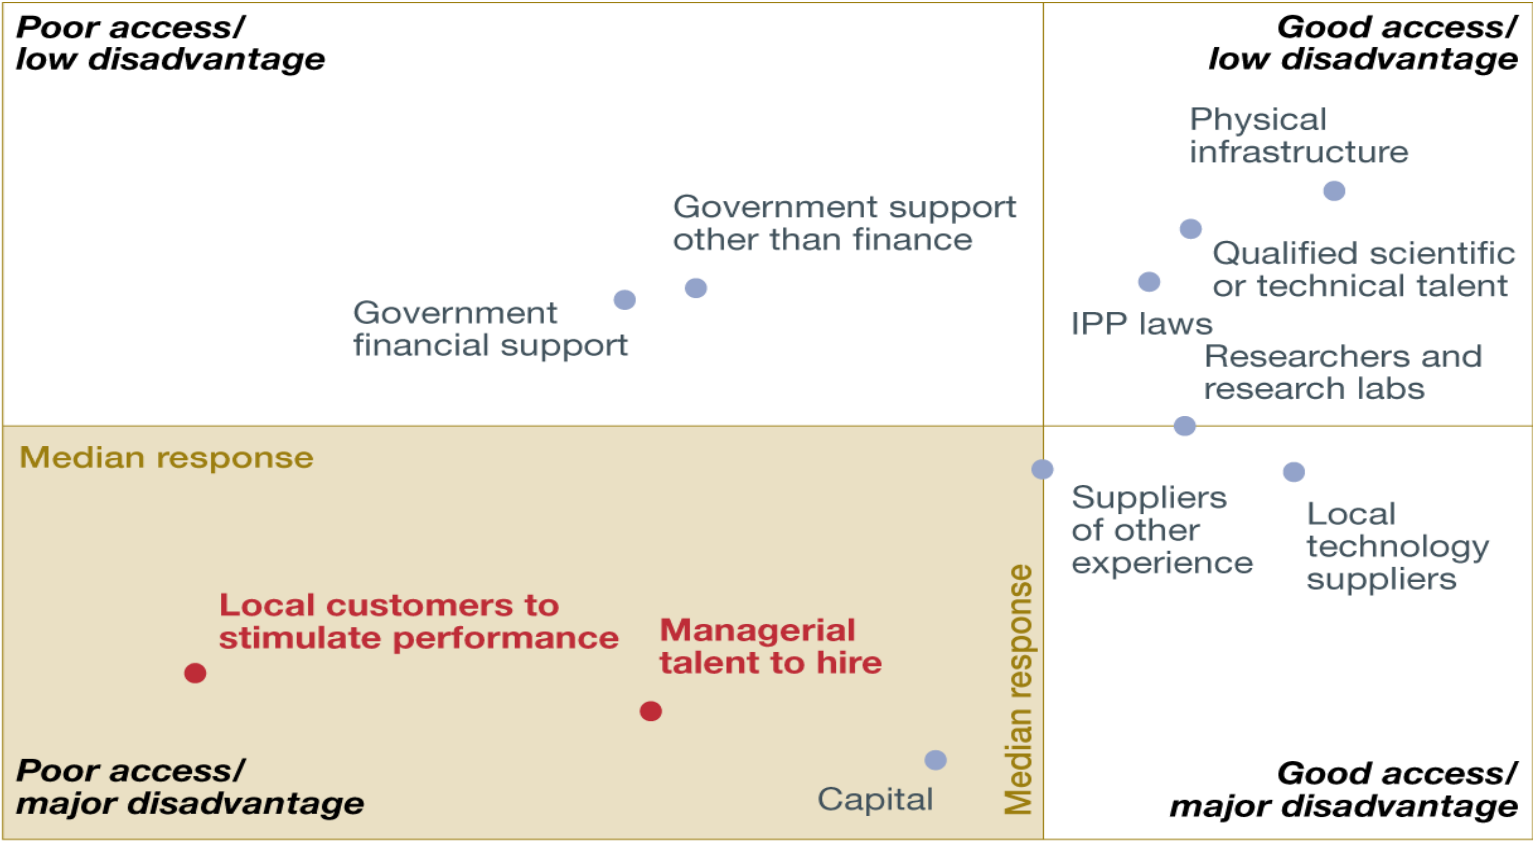 Poor access/
low disadvantage
Good access/
low disadvantage
Physical
infrastructure
Government support
other than finance
Qualified scientific
or technical talent
Government
financial support
IPP laws
Researchers and
research labs
Median response
Suppliers
of other
experience
Local
technology
suppliers
Local customers to
stimulate performance
Managerial
talent to hire
Median response
Poor access/
major disadvantage
Capital
Good access/
major disadvantage